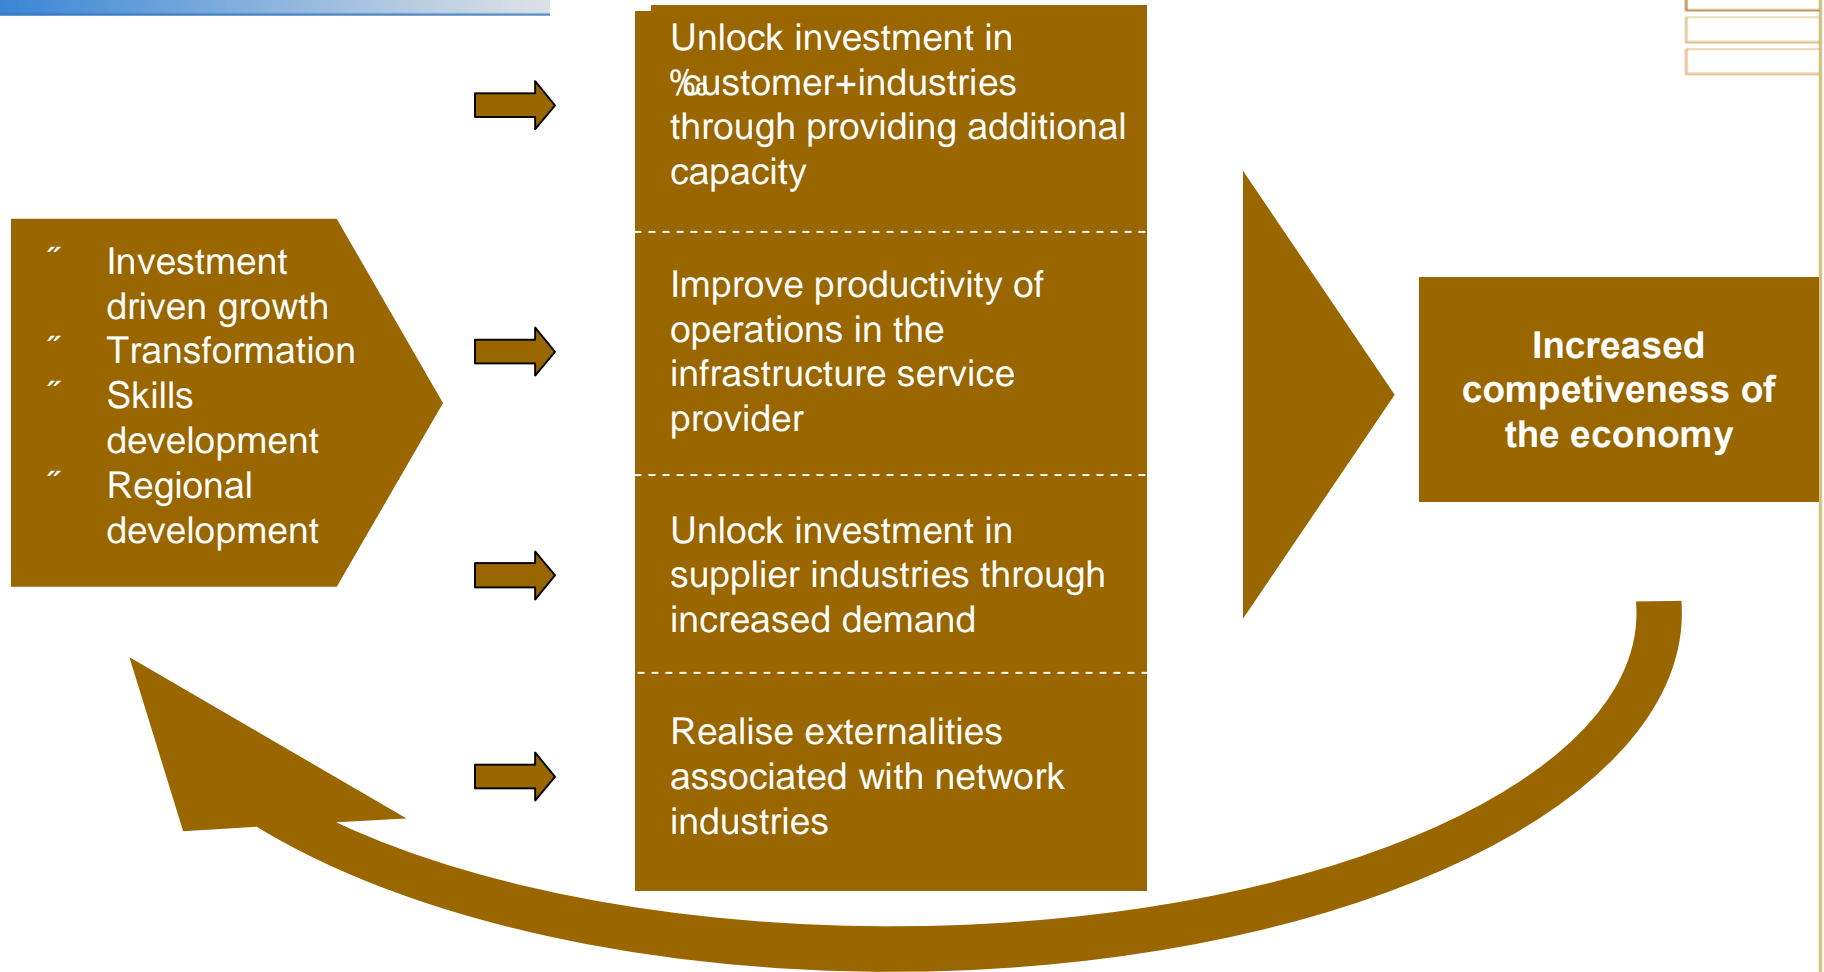 ˝ Investment
driven growth
˝ Transformation
˝ Skills
development
˝ Regional
development
Unlock investment in
%customer+industries
through providing additional
capacity
Improve productivity of
operations in the
infrastructure service
provider
Unlock investment in
supplier industries through
increased demand
Realise externalities
associated with network
industries
Increased
competiveness of
the economy